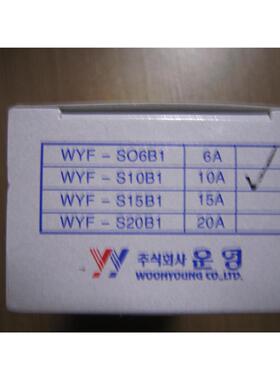 WYF - SO6B1 6A
WYF - S10B1 10A
WYF - S15B1 15A
WYF - S20B1 20A
주식회사 운영
WOONYOUNG CO.,LTD.